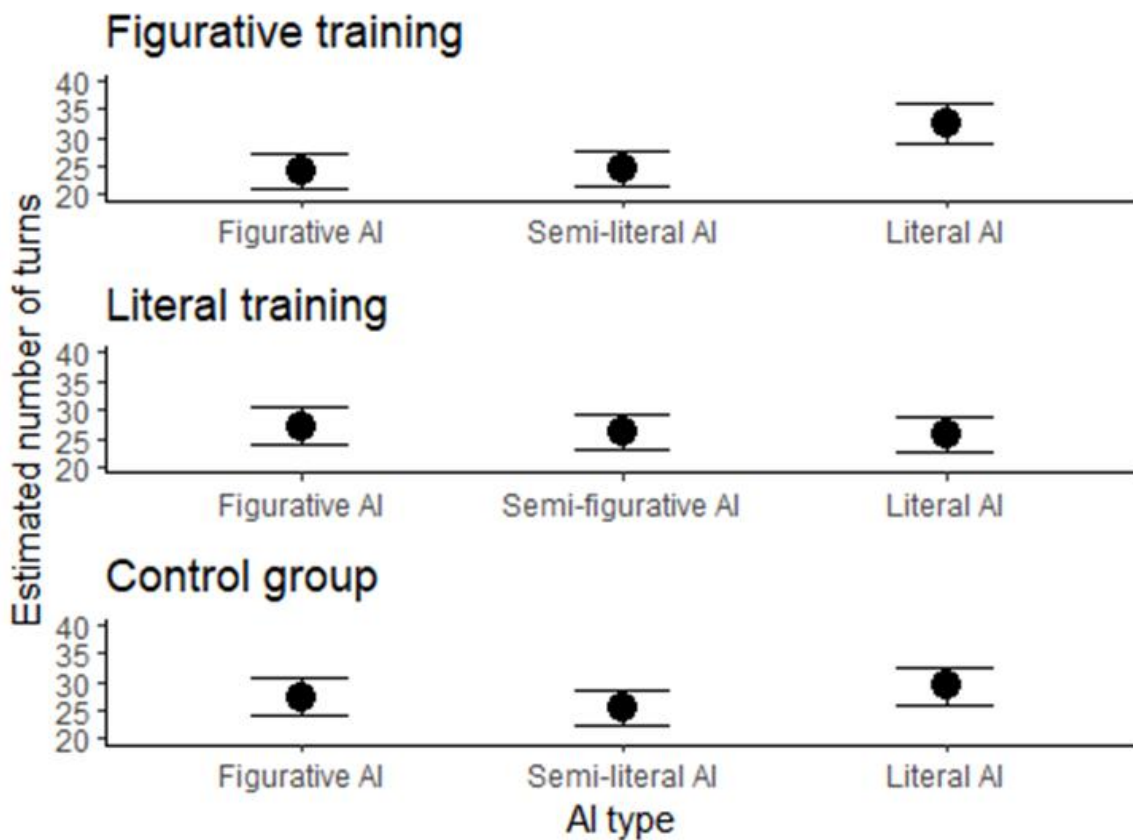 Figurative training
Estimated number of turns
40
35
30
25
20
Figurative AI Semi-literal AI Literal AI
Literal training
40
35
30
25
20
Figurative AI Semi-figurative AI Literal AI
Control group
40
35
30
25
20
Figurative AI Semi-literal AI Literal AI
AI type